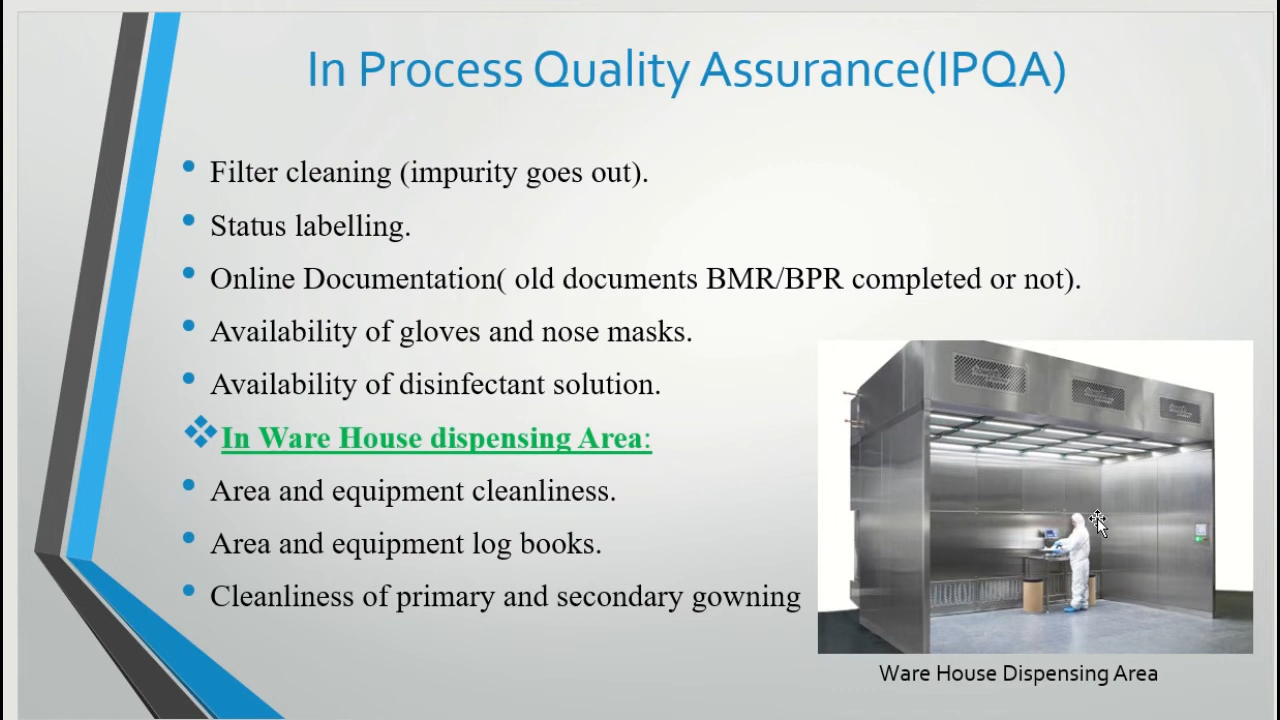 In Process Quality Assurance(IPQA)
Filter cleaning (impurity goes out).
Status labelling.
Online Documentation( old documents BMR/BPR completed or not).
Availability of gloves and nose masks.
Availability of disinfectant solution.
In Ware House dispensing Area:
Area and equipment cleanliness.
Area and equipment log books.
Cleanliness of primary and secondary gowning
Ware House Dispensing Area